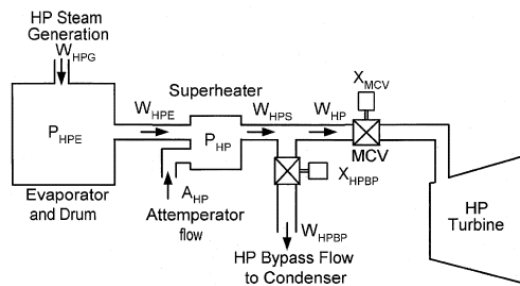 HP Steam
Generation
W_HPG
P_HPE
Evaporator
and Drum
W_HPE
Superheater
P_HP
A_HP
Attemperator
flow
W_HPS
W_HP
X_MCV
MCV
X_HPBP
W_HPBP
HP Bypass Flow
to Condenser
HP
Turbine